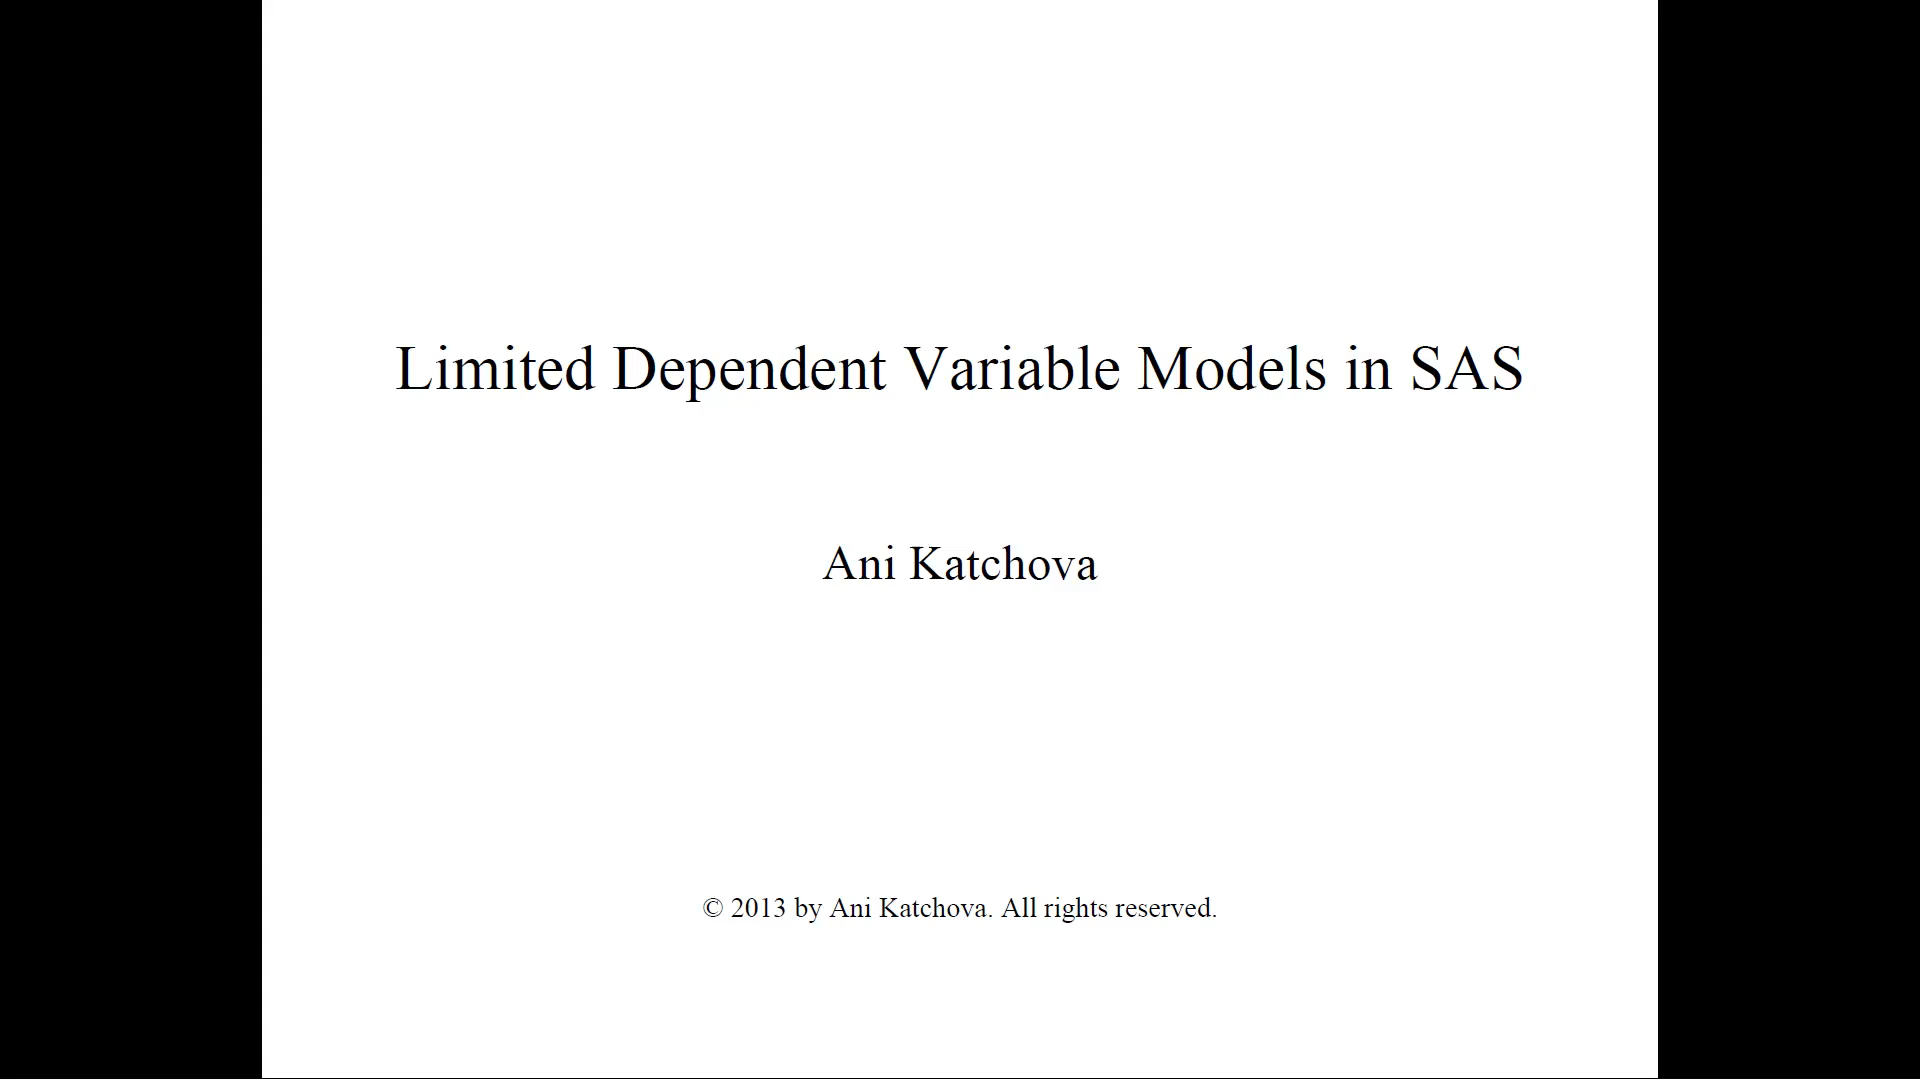 Limited Dependent Variable Models in SAS
Ani Katchova
© 2013 by Ani Katchova. All rights reserved.